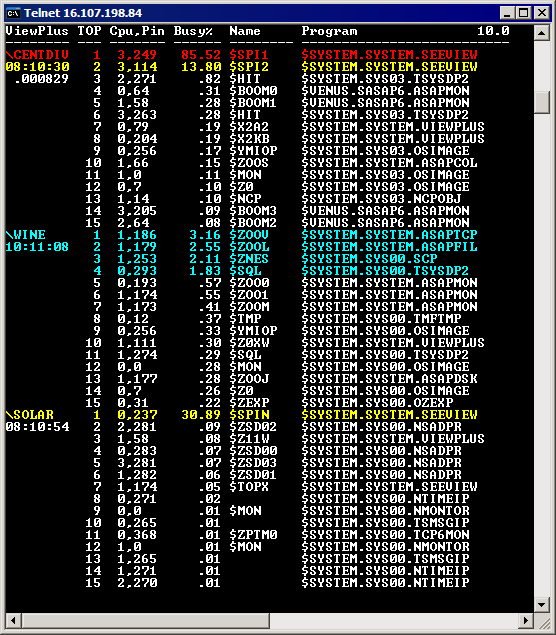 Telnet 16.107.198.84
ViewPlus TOP Cpu,Pin Busy% Name Program 10.0
-------- --- ------- ----- -------- --------------------------
\CENTDIV 1 3,249 85.52 $SPI1 $SYSTEM.SYSTEM.SEEVIEW
08:10:30 2 3,114 13.80 $SPI2 $SYSTEM.SYSTEM.SEEVIEW
.000829 3 2,271 .82 $HIT $SYSTEM.SYS03.TSYSDP2
4 0,64 .31 $BOOM0 $VENUS.SASAP6.ASAPMON
5 1,58 .28 $BOOM1 $VENUS.SASAP6.ASAPMON
6 3,263 .28 $HIT $SYSTEM.SYS03.TSYSDP2
7 0,79 .19 $X2A2 $SYSTEM.SYSTEM.VIEWPLUS
8 0,204 .19 $X2KB $SYSTEM.SYSTEM.VIEWPLUS
9 0,256 .17 $YMIOP $SYSTEM.SYS03.OSIMAGE
10 1,66 .15 $ZOOS $SYSTEM.SYSTEM.ASAPCOL
11 1,0 .11 $MON $SYSTEM.SYS03.OSIMAGE
12 0,7 .10 $Z0 $SYSTEM.SYS03.OSIMAGE
13 1,14 .10 $NCP $SYSTEM.SYS03.NCPOBJ
14 3,205 .09 $BOOM3 $VENUS.SASAP6.ASAPMON
15 2,64 .08 $BOOM2 $VENUS.SASAP6.ASAPMON
\WINE 1 1,186 3.16 $ZOOV $SYSTEM.SYSTEM.ASAPTCP
10:11:08 2 1,179 2.55 $ZOOL $SYSTEM.SYSTEM.ASAPFIL
3 1,253 2.11 $ZNES $SYSTEM.SYS00.SCP
4 0,293 1.83 $SQL $SYSTEM.SYS00.TSYSDP2
5 0,193 .57 $ZOO0 $SYSTEM.SYSTEM.ASAPMON
6 1,174 .55 $ZOO1 $SYSTEM.SYSTEM.ASAPMON
7 1,173 .41 $ZOOM $SYSTEM.SYSTEM.ASAPMON
8 0,12 .37 $TMP $SYSTEM.SYS00.TMFTMP
9 0,256 .33 $YMIOP $SYSTEM.SYS00.OSIMAGE
10 1,111 .30 $Z0XW $SYSTEM.SYSTEM.VIEWPLUS
11 1,274 .29 $SQL $SYSTEM.SYS00.TSYSDP2
12 0,0 .28 $MON $SYSTEM.SYS00.OSIMAGE
13 1,177 .28 $ZOOJ $SYSTEM.SYSTEM.ASAPDSK
14 0,7 .26 $Z0 $SYSTEM.SYS00.OSIMAGE
15 0,31 .22 $ZEXP $SYSTEM.SYS00.OZEXP
\SOLAR 1 0,237 30.89 $SPIN $SYSTEM.SYSTEM.SEEVIEW
08:10:54 2 2,281 .09 $ZSD02 $SYSTEM.SYS00.NSADPR
3 1,58 .08 $Z11W $SYSTEM.SYSTEM.VIEWPLUS
4 0,283 .07 $ZSD00 $SYSTEM.SYS00.NSADPR
5 3,281 .07 $ZSD03 $SYSTEM.SYS00.NSADPR
6 1,282 .06 $ZSD01 $SYSTEM.SYS00.NSADPR
7 1,174 .05 $TOPX $SYSTEM.SYSTEM.SEEVIEW
8 0,271 .02 $SYSTEM.SYS00.NTIMEIP
9 0,0 .01 $MON $SYSTEM.SYS00.NMONTOR
10 0,265 .01 $SYSTEM.SYS00.TSMSGIP
11 0,368 .01 $ZPTM0 $SYSTEM.SYS00.TCP6MON
12 1,0 .01 $MON $SYSTEM.SYS00.NMONTOR
13 1,265 .01 $SYSTEM.SYS00.TSMSGIP
14 1,271 .01 $SYSTEM.SYS00.NTIMEIP
15 2,270 .01 $SYSTEM.SYS00.NTIMEIP